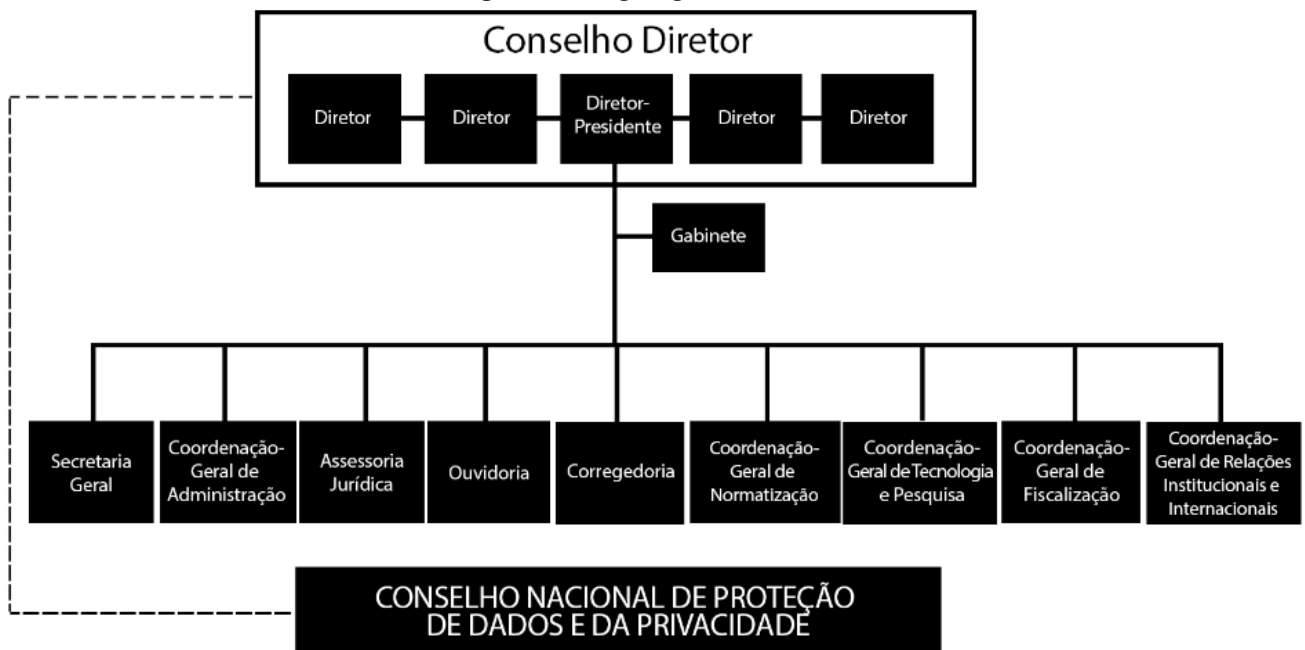 Conselho Diretor
Diretor
Diretor
Diretor-
Presidente
Diretor
Diretor
Gabinete
Secretaria
Geral
Coordenação-
Geral de
Administração
Assessoria
Jurídica
Ouvidoria
Corregedoria
Coordenação-
Geral de
Normatização
Coordenação-
Geral de Tecnologia
e Pesquisa
Coordenação-
Geral de
Fiscalização
Coordenação-
Geral de Relações
Institucionais e
Internacionais
CONSELHO NACIONAL DE PROTEÇÃO
DE DADOS E DA PRIVACIDADE